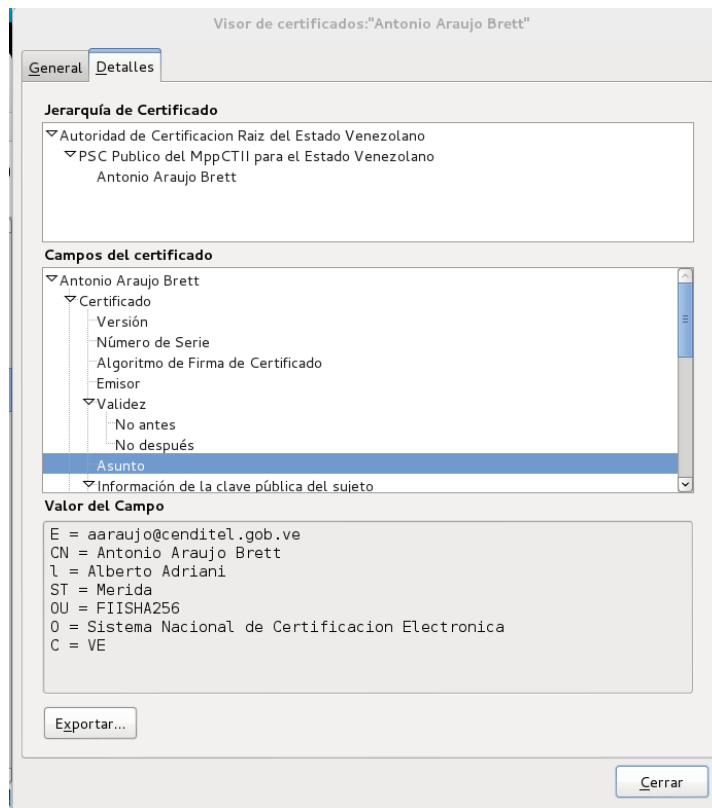 Visor de certificados:"Antonio Araujo Brett"
General Detalles
Jerarquía de Certificado
Autoridad de Certificacion Raiz del Estado Venezolano
PSC Publico del MppCTII para el Estado Venezolano
Antonio Araujo Brett
Campos del certificado
Antonio Araujo Brett
Certificado
Versión
Número de Serie
Algoritmo de Firma de Certificado
Emisor
Validez
No antes
No después
Asunto
Información de la clave pública del sujeto
Valor del Campo
E = aaraujo@cenditel.gob.ve
CN = Antonio Araujo Brett
l = Alberto Adriani
ST = Merida
OU = FIISHA256
O = Sistema Nacional de Certificacion Electronica
C = VE
Exportar...
Cerrar